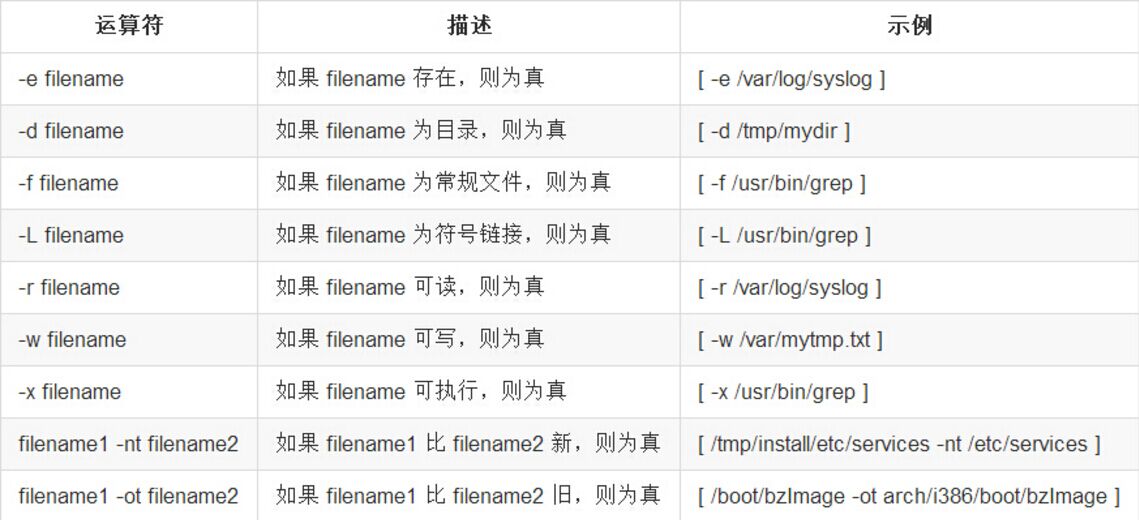 运算符 描述 示例
-e filename 如果 filename 存在，则为真 [ -e /var/log/syslog ]
-d filename 如果 filename 为目录，则为真 [ -d /tmp/mydir ]
-f filename 如果 filename 为常规文件，则为真 [ -f /usr/bin/grep ]
-L filename 如果 filename 为符号链接，则为真 [ -L /usr/bin/grep ]
-r filename 如果 filename 可读，则为真 [ -r /var/log/syslog ]
-w filename 如果 filename 可写，则为真 [ -w /var/mytmp.txt ]
-x filename 如果 filename 可执行，则为真 [ -x /usr/bin/grep ]
filename1 -nt filename2 如果 filename1 比 filename2 新，则为真 [ /tmp/install/etc/services -nt /etc/services ]
filename1 -ot filename2 如果 filename1 比 filename2 旧，则为真 [ /boot/bzImage -ot arch/i386/boot/bzImage ]